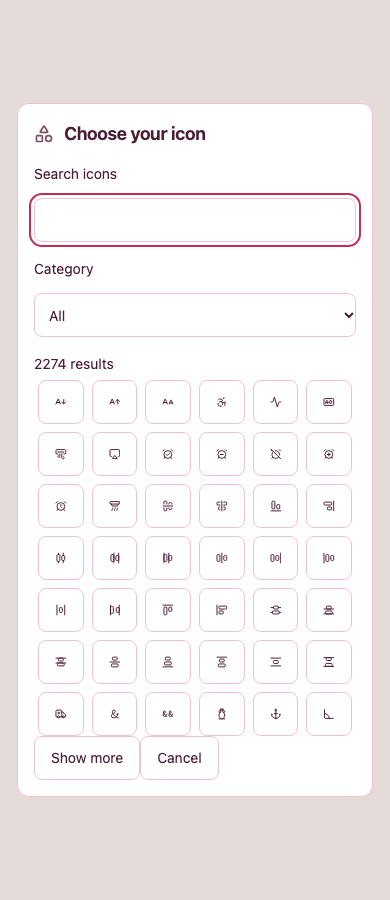 Choose your icon
Search icons
Category
All
2274 results
Show more
Cancel